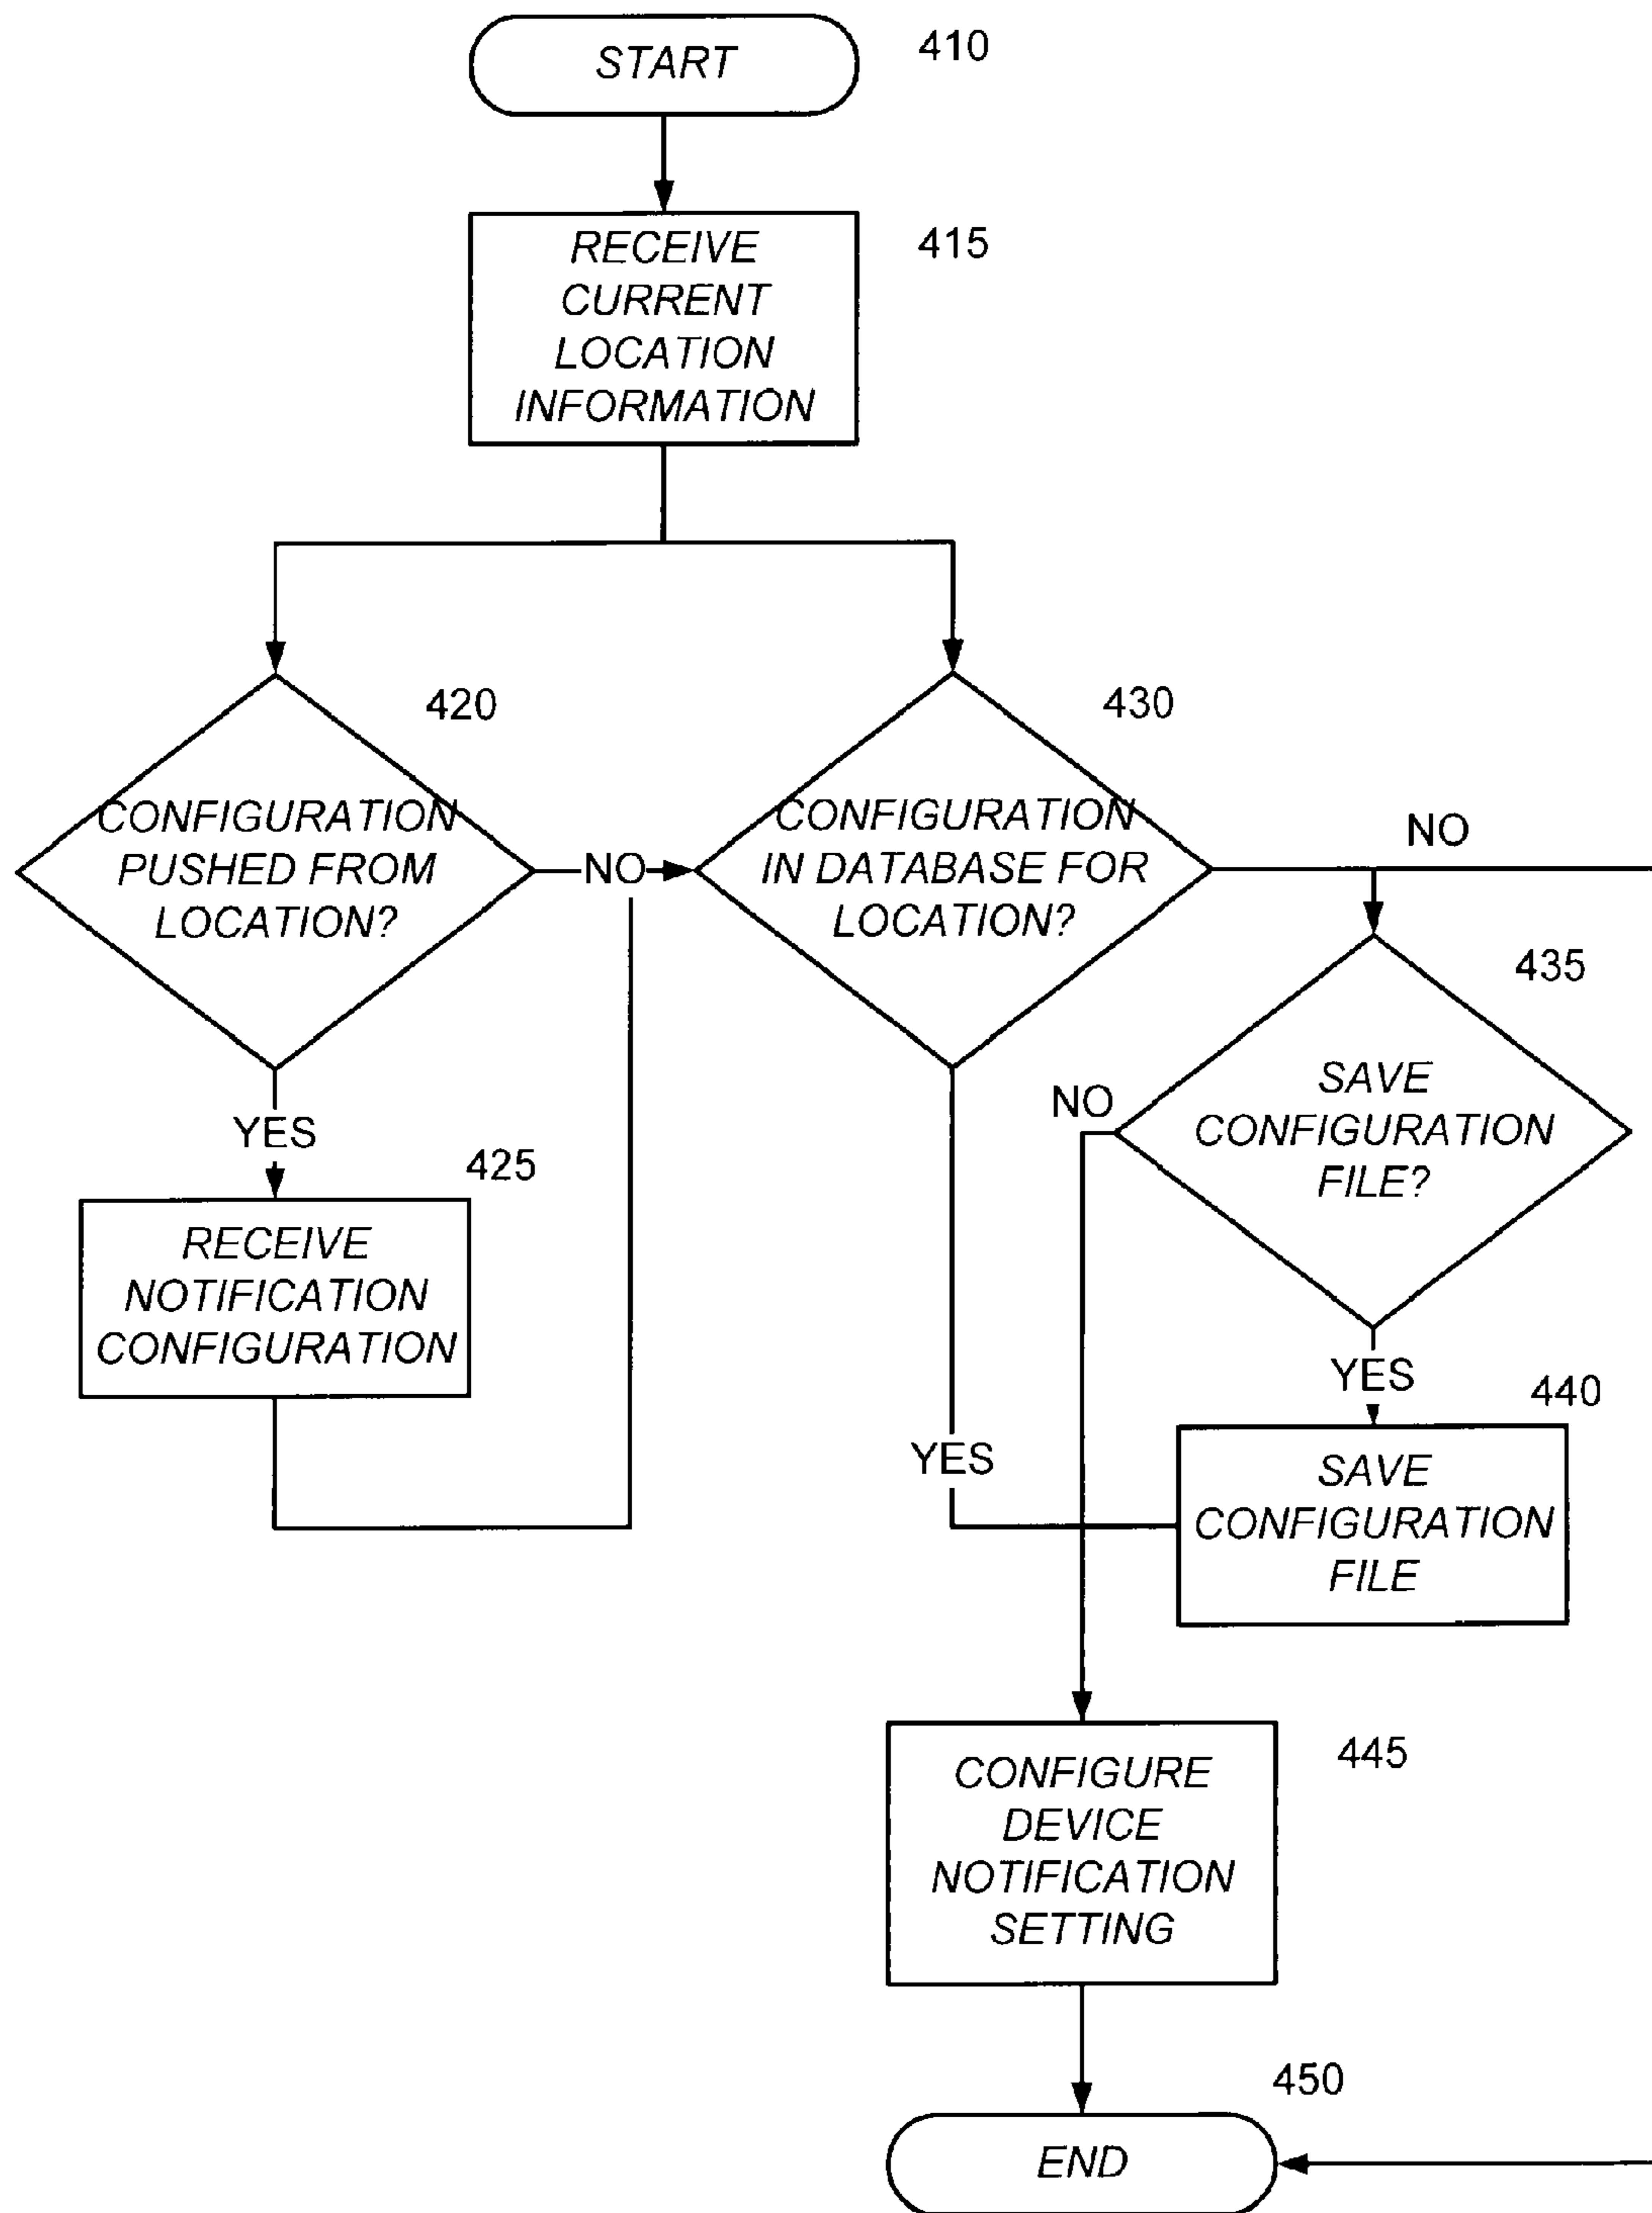 START
410
RECEIVE
CURRENT
LOCATION
INFORMATION
415
420
CONFIGURATION
PUSHED FROM
LOCATION?
NO
430
CONFIGURATION
IN DATABASE FOR
LOCATION?
NO
YES
425
RECEIVE
NOTIFICATION
CONFIGURATION
435
NO
SAVE
CONFIGURATION
FILE?
YES
440
YES
SAVE
CONFIGURATION
FILE
445
CONFIGURE
DEVICE
NOTIFICATION
SETTING
450
END